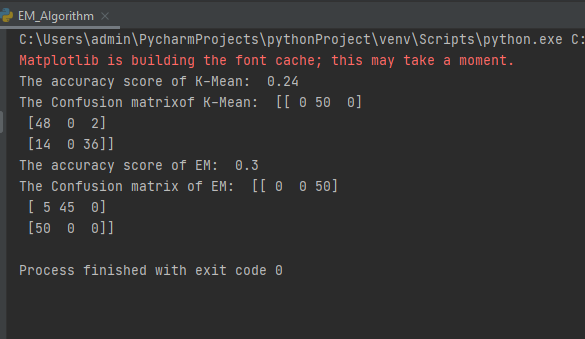 EM_Algorithm
C:\Users\admin\PycharmProjects\pythonProject\venv\Scripts\python.exe C:
Matplotlib is building the font cache; this may take a moment.
The accuracy score of K-Mean:  0.24
The Confusion matrixof K-Mean:  [[ 0 50  0]
 [48  0  2]
 [14  0 36]]
The accuracy score of EM:  0.3
The Confusion matrix of EM:  [[ 0  0 50]
 [ 5 45  0]
 [50  0  0]]
Process finished with exit code 0